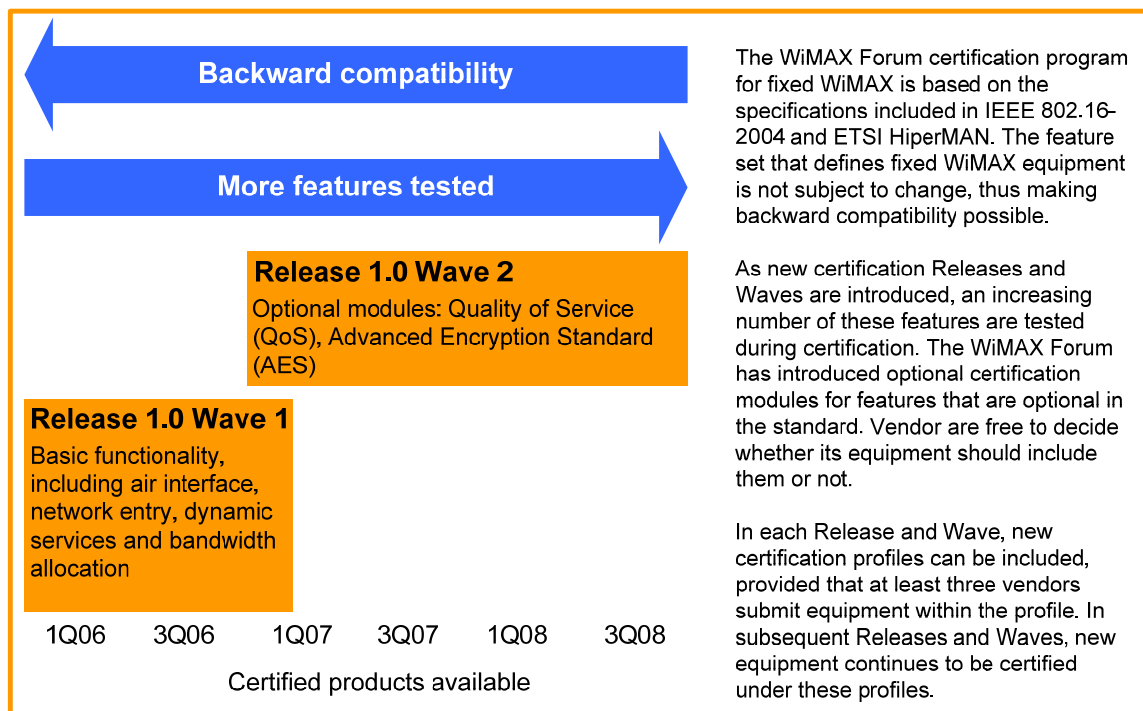 Backward compatibility
More features tested
Release 1.0 Wave 2
Optional modules: Quality of Service
(QoS), Advanced Encryption Standard
(AES)
Release 1.0 Wave 1
Basic functionality,
including air interface,
network entry, dynamic
services and bandwidth
allocation
1Q06 3Q06 1Q07 3Q07 1Q08 3Q08
Certified products available
The WiMAX Forum certification program
for fixed WiMAX is based on the
specifications included in IEEE 802.16-
2004 and ETSI HiperMAN. The feature
set that defines fixed WiMAX equipment
is not subject to change, thus making
backward compatibility possible.
As new certification Releases and
Waves are introduced, an increasing
number of these features are tested
during certification. The WiMAX Forum
has introduced optional certification
modules for features that are optional in
the standard. Vendor are free to decide
whether its equipment should include
them or not.
In each Release and Wave, new
certification profiles can be included,
provided that at least three vendors
submit equipment within the profile. In
subsequent Releases and Waves, new
equipment continues to be certified
under these profiles.